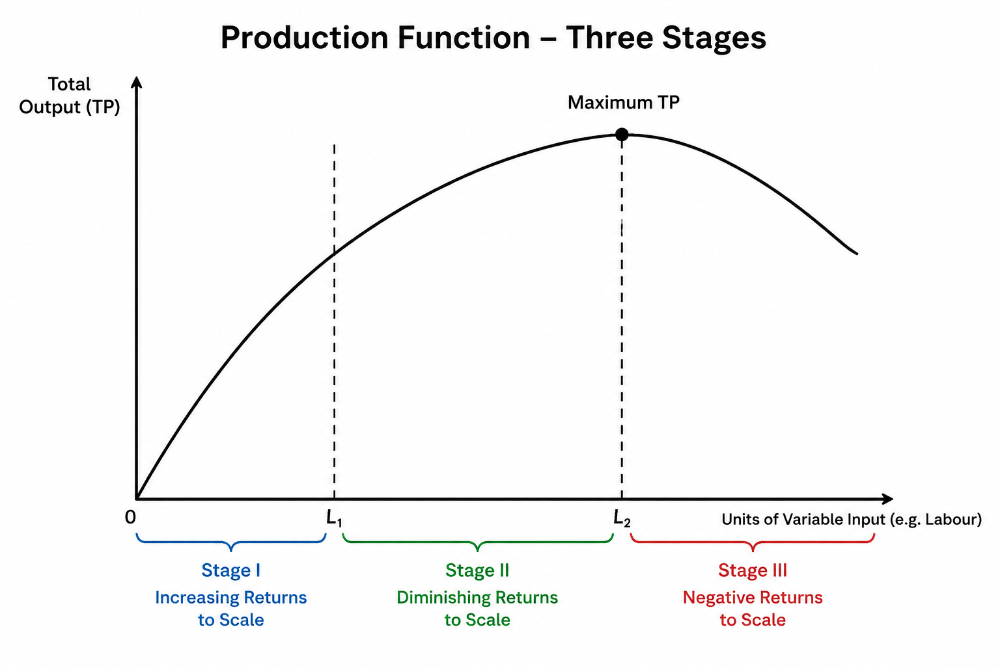 Production Function – Three Stages
Total
Output (TP)
Maximum TP
0
L₁
L₂
Units of Variable Input (e.g. Labour)
Stage I
Increasing Returns
to Scale
Stage II
Diminishing Returns
to Scale
Stage III
Negative Returns
to Scale